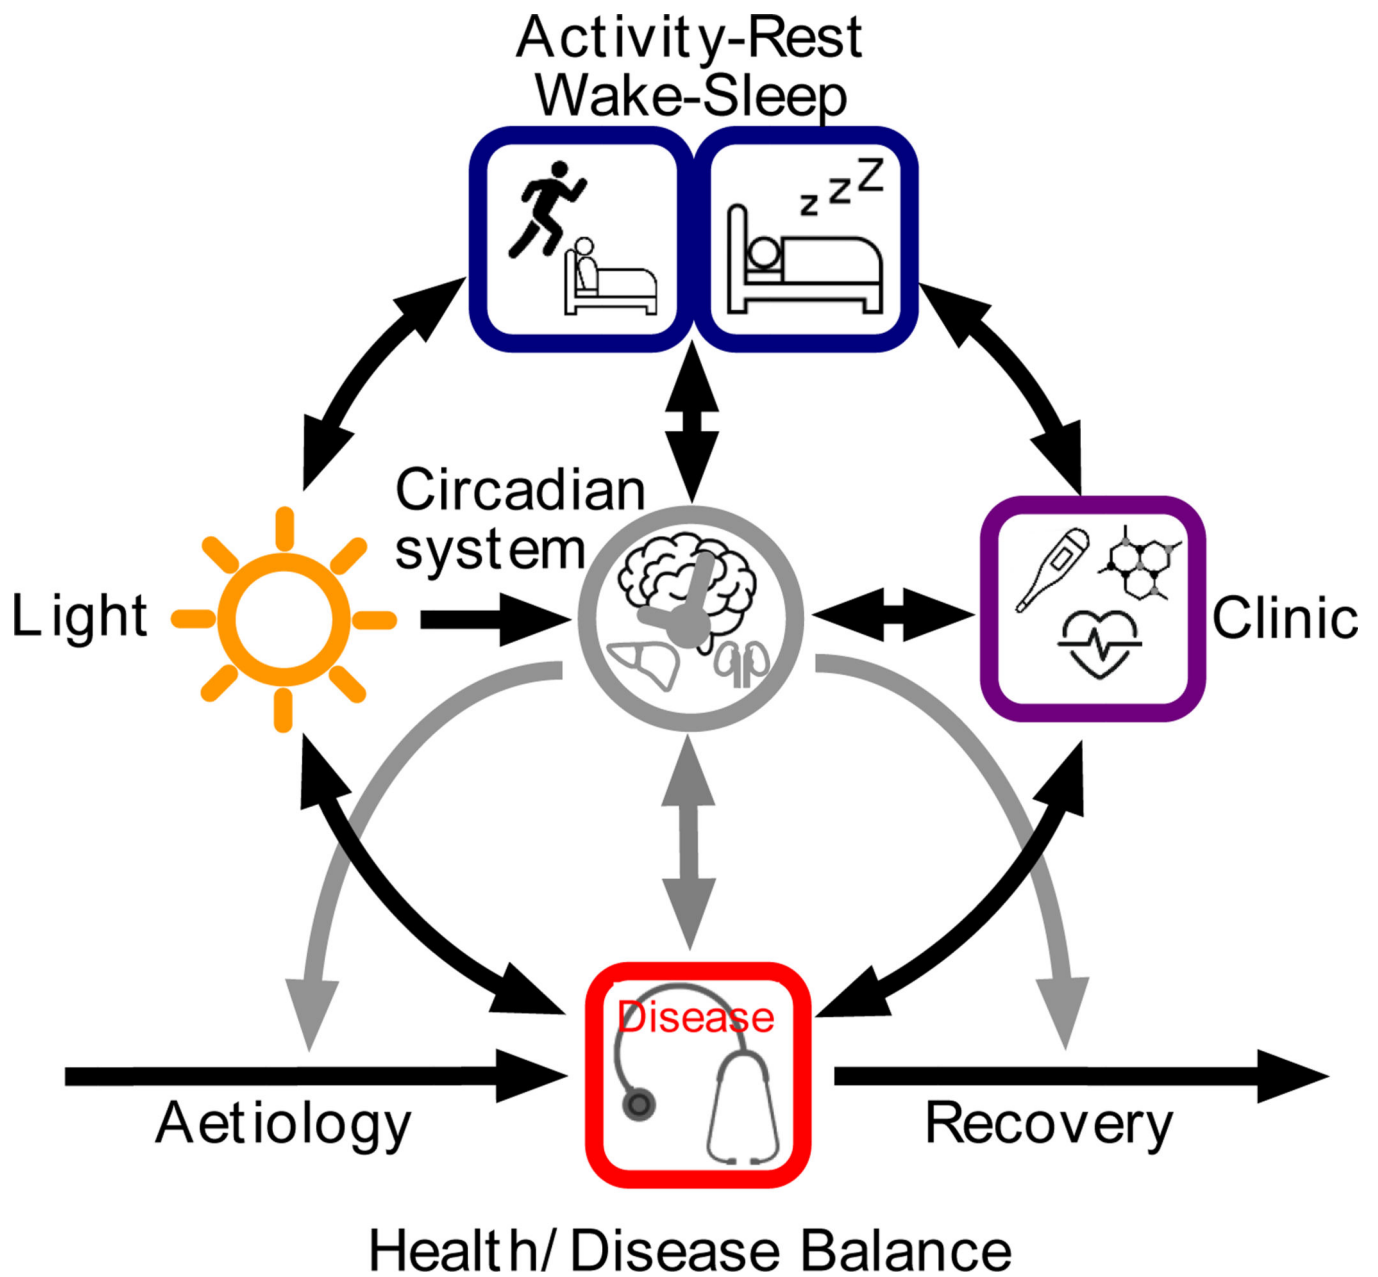 Activity-Rest
Wake-Sleep
z z Z
Circadian
system
Light
Clinic
Disease
Aetiology
Recovery
Health/ Disease Balance